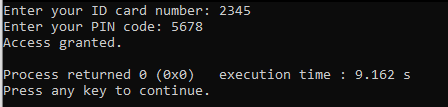 Enter your ID card number: 2345
Enter your PIN code: 5678
Access granted.
Process returned 0 (0x0)   execution time : 9.162 s
Press any key to continue.